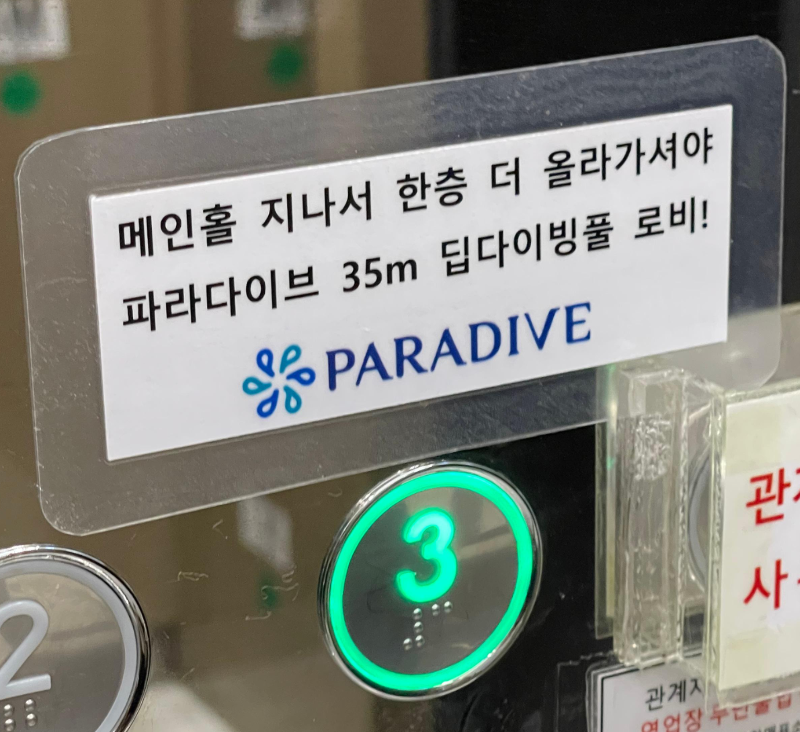 메인홀 지나서 한층 더 올라가셔야
파라다이브 35m 딥다이빙풀 로비!
PARADIVE
3
2
관계자